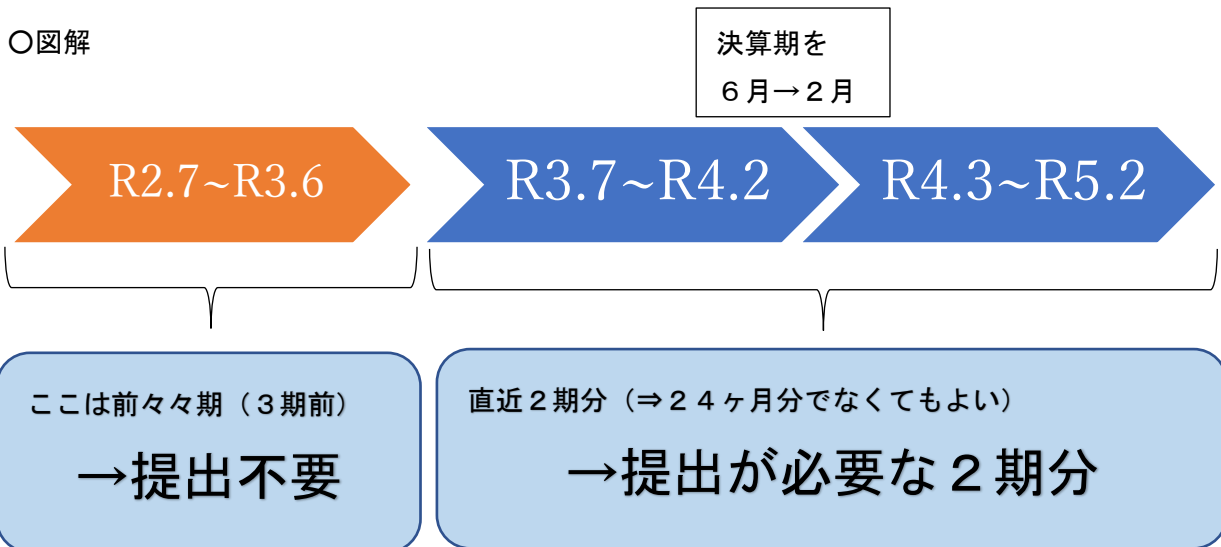 〇図解
決算期を
６月→２月
R2.7~R3.6
R3.7~R4.2
R4.3~R5.2
ここは前々々期（３期前）
→提出不要
直近２期分（⇒２４ヶ月分でなくてもよい）
→提出が必要な２期分